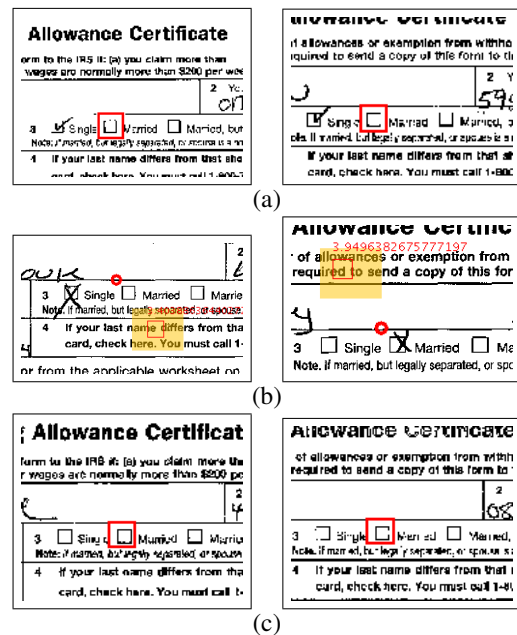 Allowance Certificate
orm to the IRS if: (a) you claim more than
wages are normally more than $200 per wee
2 Yo
3 Single Married Married, but
Note: If married, but legally separated, or spouse is a n
4 If your last name differs from that sho
card, check here. You must call 1-800-7
Allowance Certificate
of allowances or exemption from withho
equired to send a copy of this form to th
2 Yo
594
Single Married Married, b
ote. If married, but legally separated, or spouse is a
If your last name differs from that sh
card, check here. You must call 1-800
(a)
2
3 Single Married Marrie
Note. If married, but legally separated, or spouse
4 If your last name differs from tha
card, check here. You must call 1-
or from the applicable worksheet on
Allowance Certific
3.9496382675777197
of allowances or exemption from
required to send a copy of this for
y
3 Single Married Ma
Note. If married, but legally separated, or spo
(b)
Allowance Certificat
form to the IRS if: (a) you claim more tha
r wages are normally more than $200 pe
2
3 Single Married Marrie
Note: If married, but legally separated, or spouse
4 If your last name differs from tha
card, check here. You must call 1-
Allowance Certificate
of allowances or exemption from withh
required to send a copy of this form to
2
08
3 Single Married Married,
Note. If married, but legally separated, or spouse is
4 If your last name differs from that
card, check here. You must call 1-800
(c)